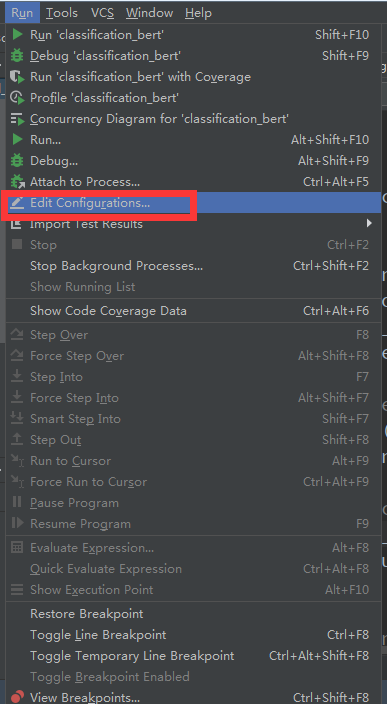 Run Tools VCS Window Help
Run 'classification_bert' Shift+F10
Debug 'classification_bert' Shift+F9
Run 'classification_bert' with Coverage
Profile 'classification_bert'
Concurrency Diagram for 'classification_bert'
Run... Alt+Shift+F10
Debug... Alt+Shift+F9
Attach to Process... Ctrl+Alt+F5
Edit Configurations...
Import Test Results
Stop Ctrl+F2
Stop Background Processes... Ctrl+Shift+F2
Show Running List
Show Code Coverage Data Ctrl+Alt+F6
Step Over F8
Force Step Over Alt+Shift+F8
Step Into F7
Force Step Into Alt+Shift+F7
Smart Step Into Shift+F7
Step Out Shift+F8
Run to Cursor Alt+F9
Force Run to Cursor Ctrl+Alt+F9
Pause Program
Resume Program F9
Evaluate Expression... Alt+F8
Quick Evaluate Expression Ctrl+Alt+F8
Show Execution Point Alt+F10
Restore Breakpoint
Toggle Line Breakpoint Ctrl+F8
Toggle Temporary Line Breakpoint Ctrl+Alt+Shift+F8
Toggle Breakpoint Enabled
View Breakpoints... Ctrl+Shift+F8